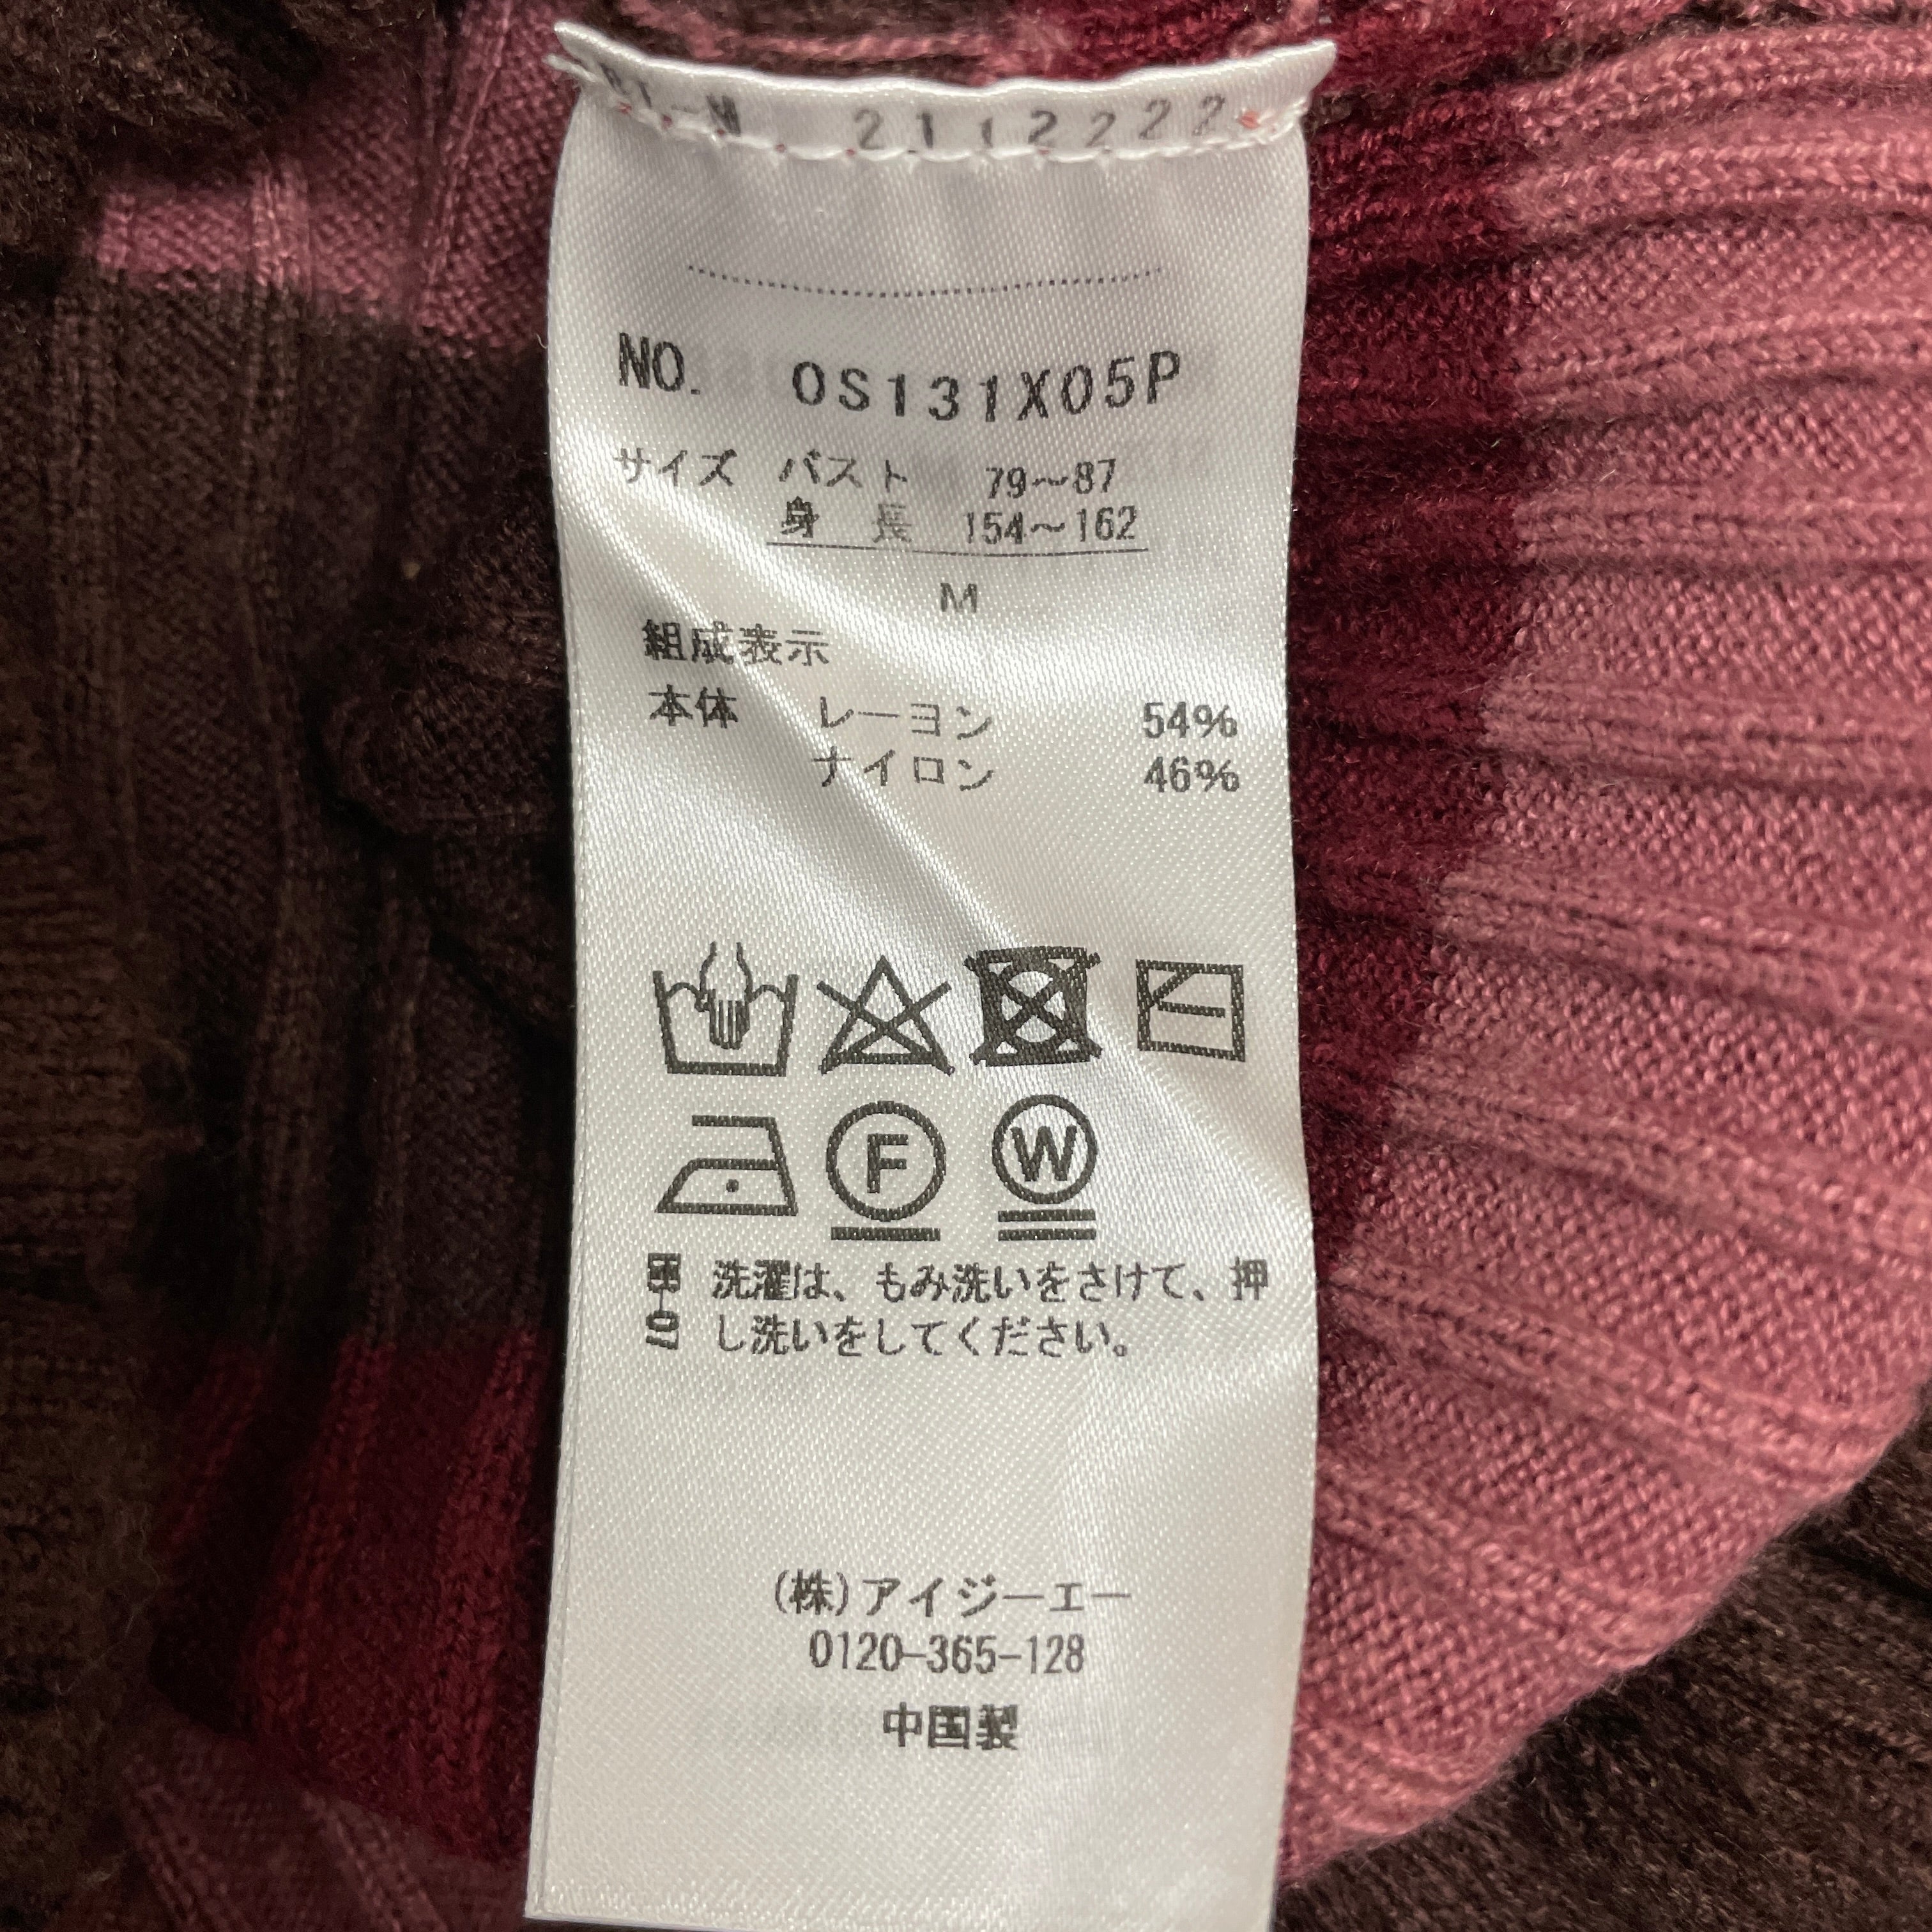 2112222
NO. OS131X05P
サイズ バスト 79～87
身 長 154～162
M
組成表示
本体 レーヨン 54%
ナイロン 46%
F W
洗濯は、もみ洗いをさけて、押
し洗いをしてください。
(株)アイジーエー
0120-365-128
中国製